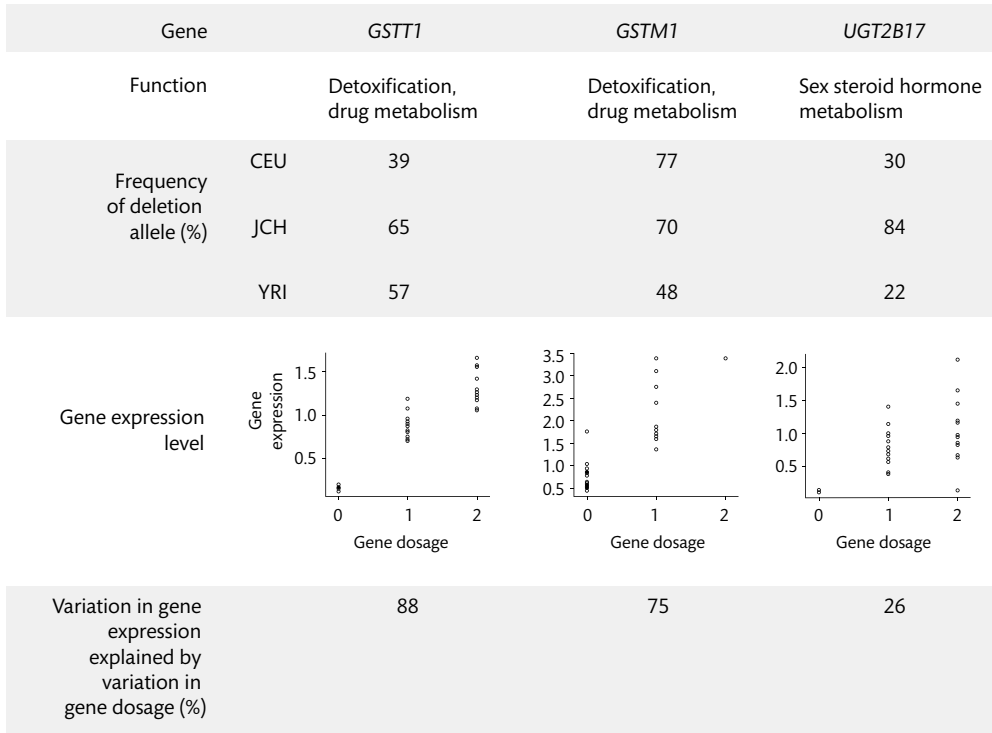 Gene GSTT1 GSTM1 UGT2B17
Function
Detoxification,
drug metabolism
Detoxification,
drug metabolism
Sex steroid hormone
metabolism
Frequency
of deletion
allele (%)
CEU 39 77 30
JCH 65 70 84
YRI 57 48 22
Gene expression
level
Gene
expression
1.5
1.0
0.5
0 1 2
Gene dosage
3.5
3.0
2.5
2.0
1.5
1.0
0.5
0 1 2
Gene dosage
2.0
1.5
1.0
0.5
0 1 2
Gene dosage
Variation in gene
expression
explained by
variation in
gene dosage (%)
88 75 26